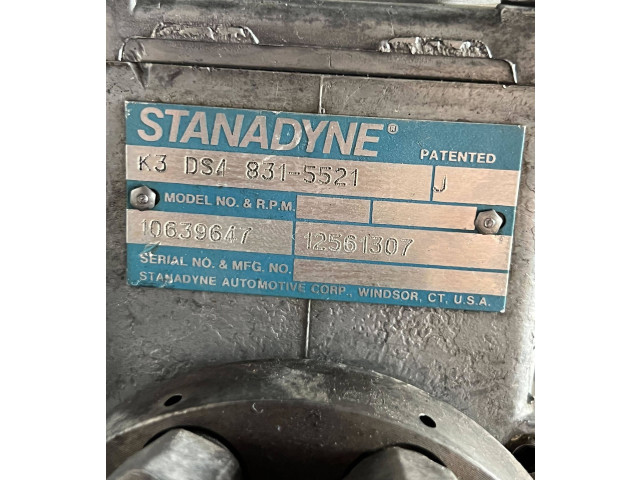 STANADYNE®
PATENTED
K3 DS4 831-5521 J
MODEL NO. & R.P.M.
10639647 12561307
SERIAL NO. & MFG. NO.
STANADYNE AUTOMOTIVE CORP., WINDSOR, CT. U.S.A.